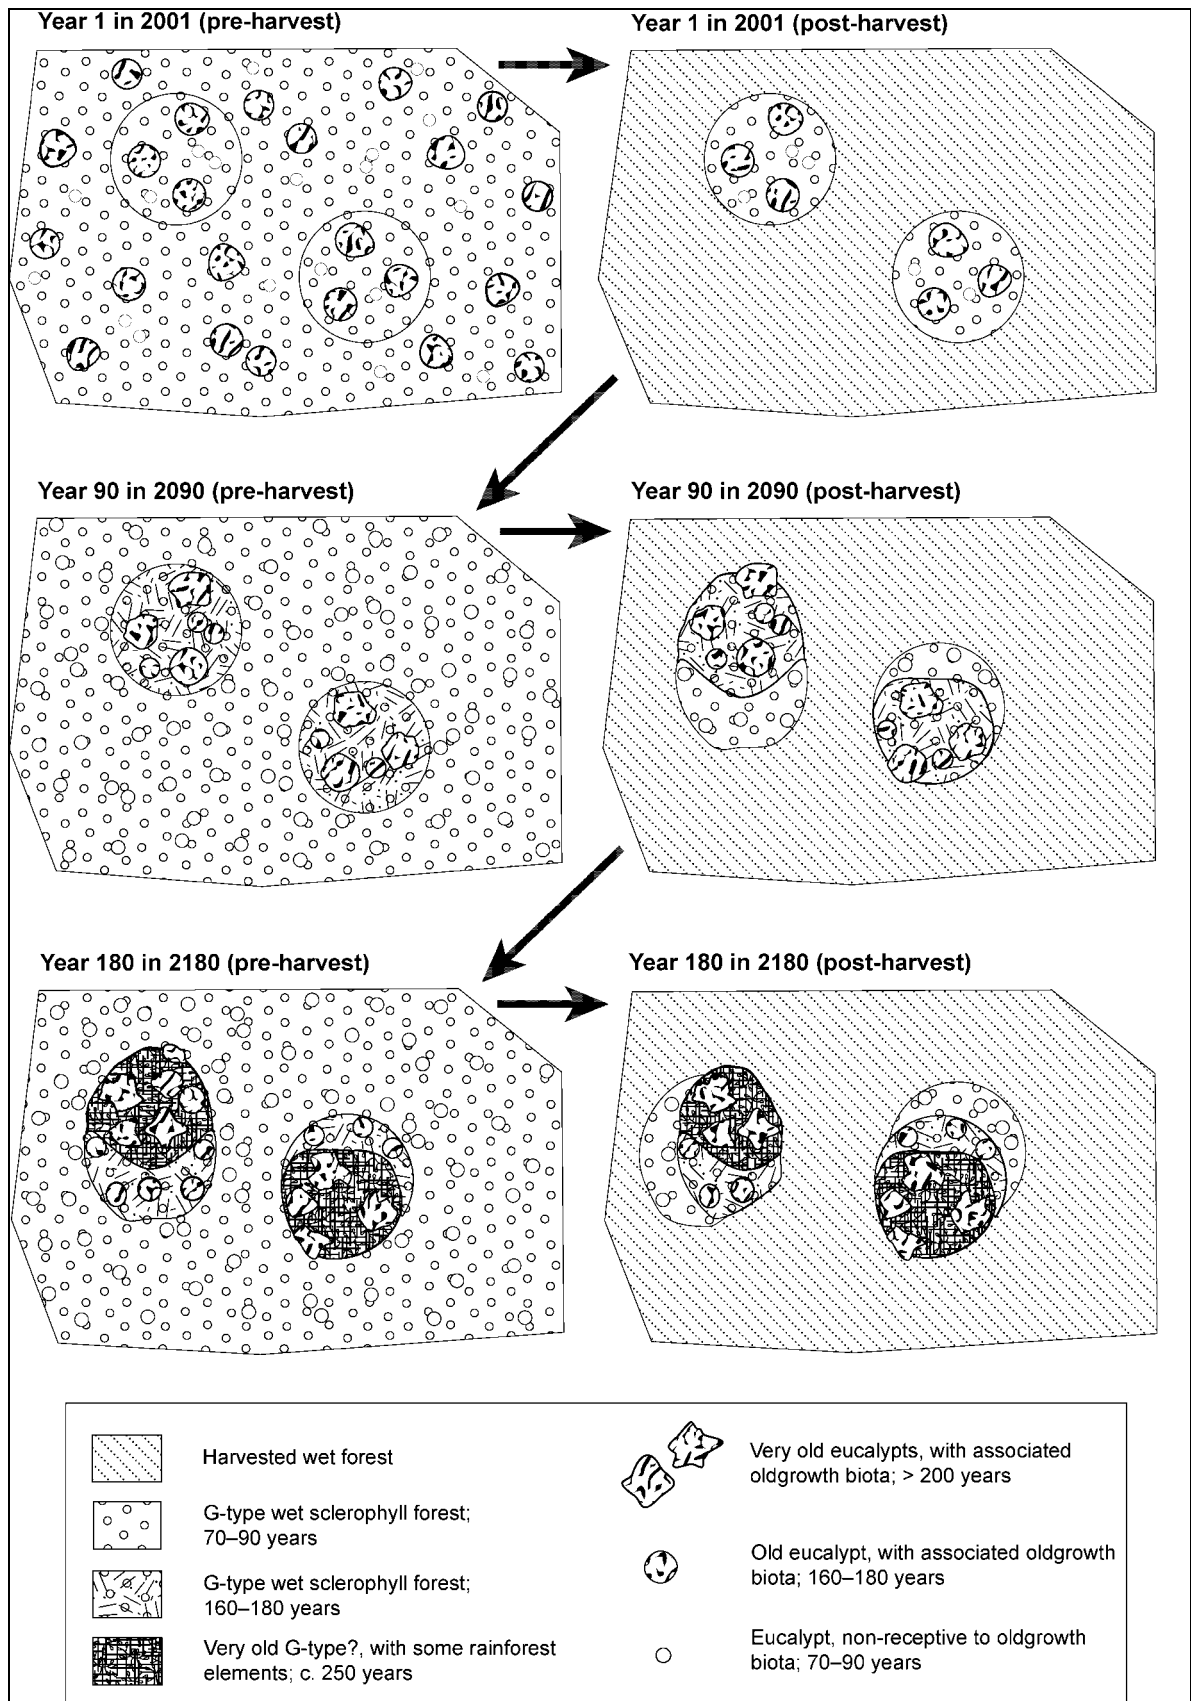 Year 1 in 2001 (pre-harvest)
Year 1 in 2001 (post-harvest)
Year 90 in 2090 (pre-harvest)
Year 90 in 2090 (post-harvest)
Year 180 in 2180 (pre-harvest)
Year 180 in 2180 (post-harvest)
Harvested wet forest
G-type wet sclerophyll forest;
70–90 years
G-type wet sclerophyll forest;
160–180 years
Very old G-type?, with some rainforest
elements; c. 250 years
Very old eucalypts, with associated
oldgrowth biota; > 200 years
Old eucalypt, with associated oldgrowth
biota; 160–180 years
Eucalypt, non-receptive to oldgrowth
biota; 70–90 years